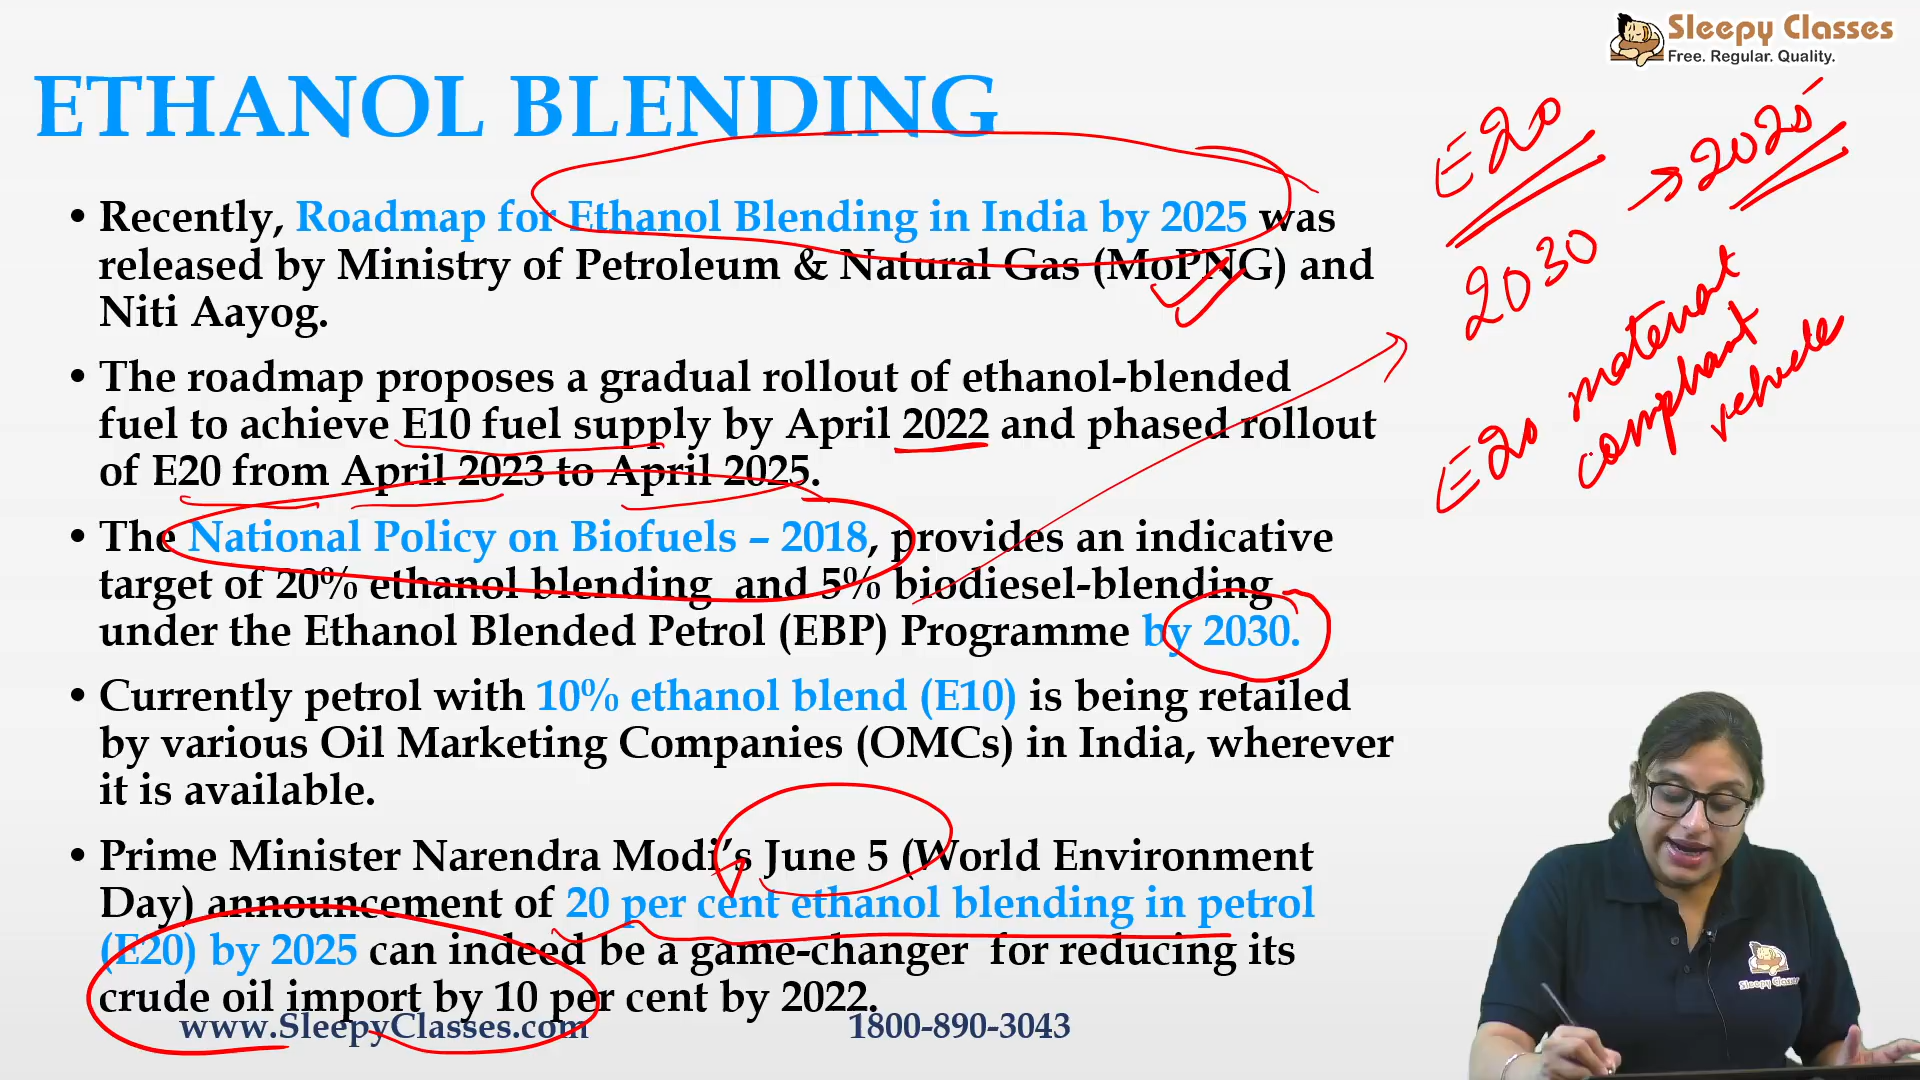 Sleepy Classes
Free. Regular. Quality.
ETHANOL BLENDING
• Recently, Roadmap for Ethanol Blending in India by 2025 was
released by Ministry of Petroleum & Natural Gas (MoPNG) and
Niti Aayog.
• The roadmap proposes a gradual rollout of ethanol-blended
fuel to achieve E10 fuel supply by April 2022 and phased rollout
of E20 from April 2023 to April 2025.
• The National Policy on Biofuels – 2018, provides an indicative
target of 20% ethanol blending and 5% biodiesel-blending
under the Ethanol Blended Petrol (EBP) Programme by 2030.
• Currently petrol with 10% ethanol blend (E10) is being retailed
by various Oil Marketing Companies (OMCs) in India, wherever
it is available.
• Prime Minister Narendra Modi's June 5 (World Environment
Day) announcement of 20 per cent ethanol blending in petrol
(E20) by 2025 can indeed be a game-changer for reducing its
crude oil import by 10 per cent by 2022.
www.SleepyClasses.com 1800-890-3043
E20
2030 → 2025
E20 material
compliant
vehicle
Sleepy Classes